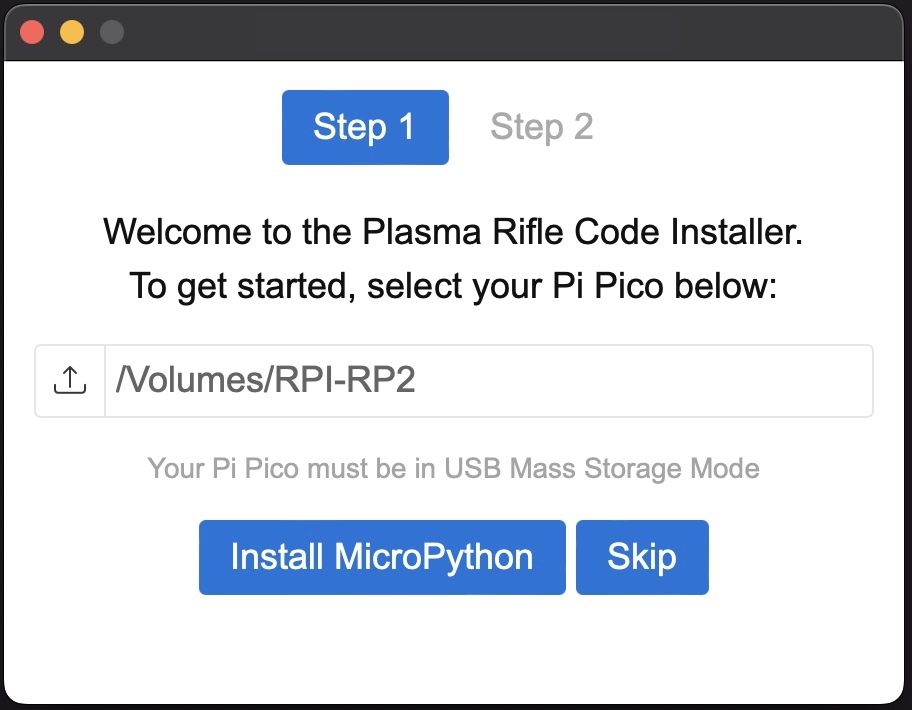 Step 1 Step 2
Welcome to the Plasma Rifle Code Installer.
To get started, select your Pi Pico below:
/Volumes/RPI-RP2
Your Pi Pico must be in USB Mass Storage Mode
Install MicroPython Skip